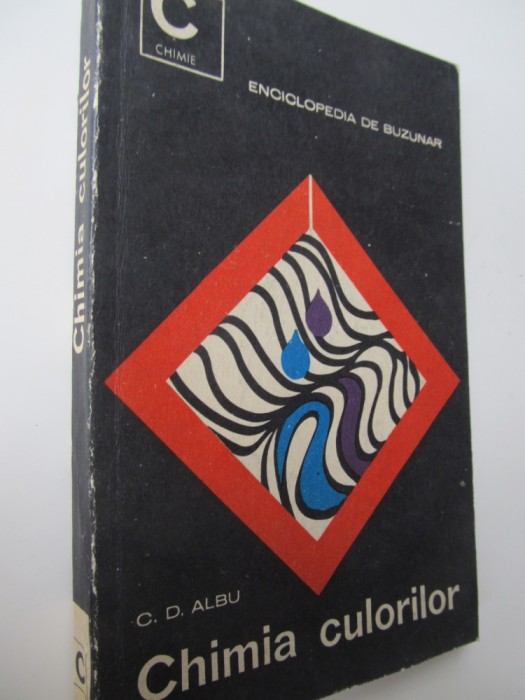 C
CHIMIE
ENCICLOPEDIA DE BUZUNAR
C. D. ALBU
Chimia culorilor
Chimia culorilor
C